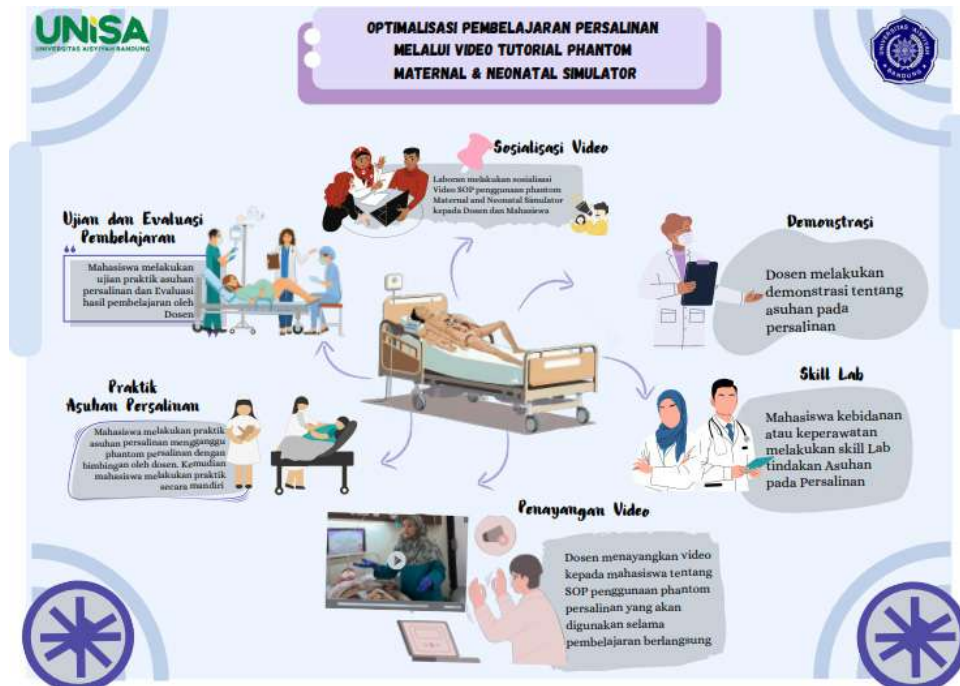 UNISA
UNIVERSITAS AISYIYAH BANDUNG
OPTIMALISASI PEMBELAJARAN PERSALINAN
MELALUI VIDEO TUTORIAL PHANTOM
MATERNAL & NEONATAL SIMULATOR
UNIVERSITAS 'AISYIYAH
BANDUNG
Sosialisasi Video
Laboran melakukan sosialisasi
Video SOP penggunaan phantom
Maternal and Neonatal Simulator
kepada Dosen dan Mahasiswa
Demonstrasi
Dosen melakukan
demonstrasi tentang
asuhan pada
persalinan
Skill Lab
Mahasiswa kebidanan
atau keperawatan
melakukan skill Lab
tindakan Asuhan
pada Persalinan
Penayangan Video
Dosen menayangkan video
kepada mahasiswa tentang
SOP penggunaan phantom
persalinan yang akan
digunakan selama
pembelajaran berlangsung
Praktik
Asuhan Persalinan
Mahasiswa melakukan praktik
asuhan persalinan mengganggu
phantom persalinan dengan
bimbingan oleh dosen. Kemudian
mahasiswa melakukan praktik
secara mandiri
Ujian dan Evaluasi
Pembelajaran
Mahasiswa melakukan
ujian praktik asuhan
persalinan dan Evaluasi
hasil pembelajaran oleh
Dosen